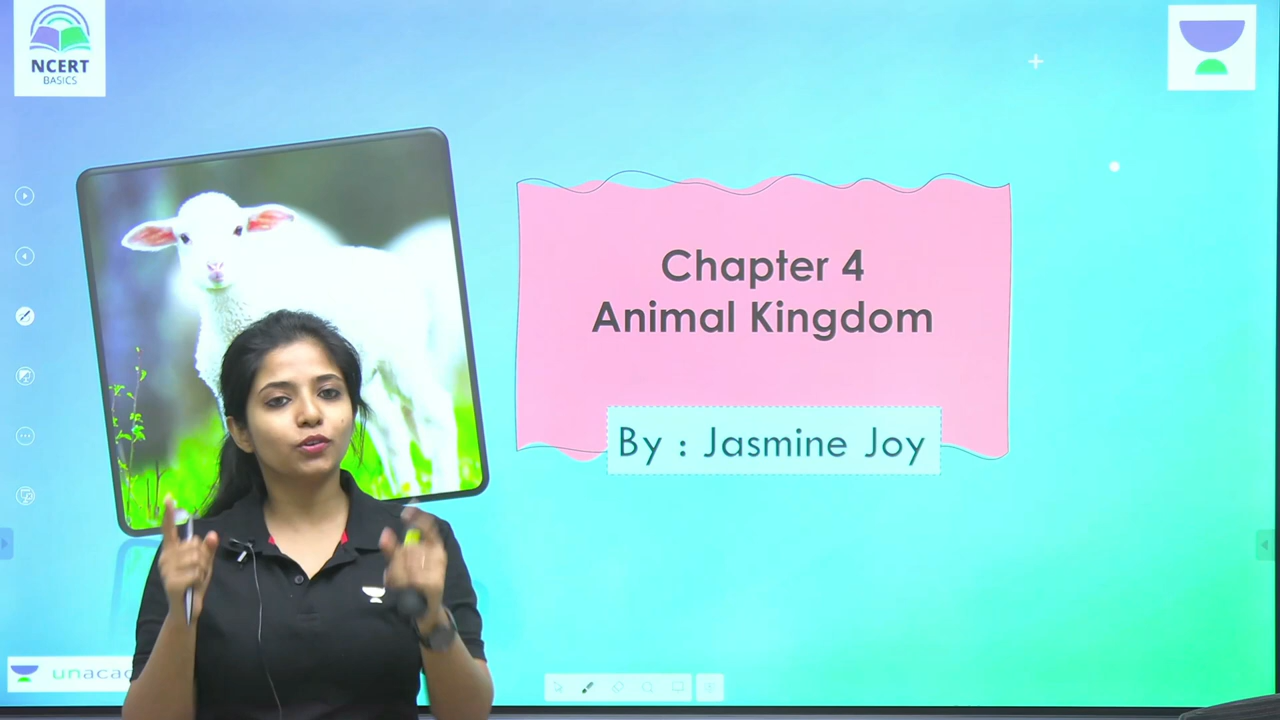 NCERT
BASICS
Chapter 4
Animal Kingdom
By : Jasmine Joy
unacad